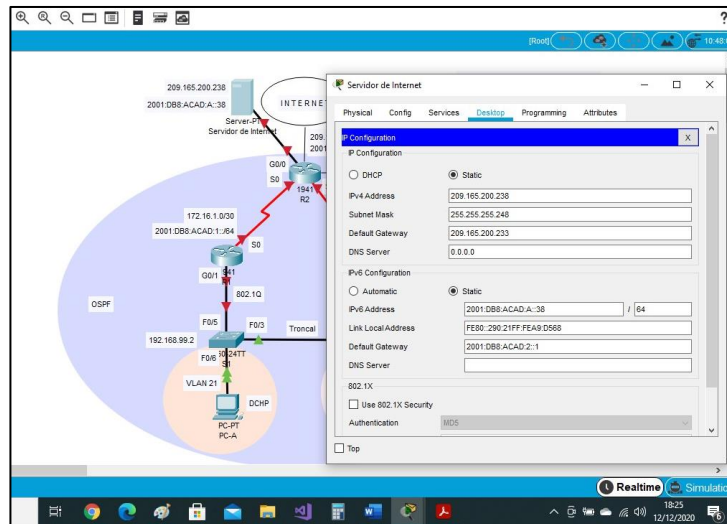 [Root]
10:48:
209.165.200.238
2001:DB8:ACAD:A::38
Server-PT
Servidor de Internet
INTERNE
209.
2001
G0/0
S0
1941
R2
172.16.1.0/30
2001:DB8:ACAD:1::/64
S0
G0/1
941
802.1Q
OSPF
F0/5
F0/3
Troncal
192.168.99.2
F0/6
24TT
S1
VLAN 21
DCHP
PC-PT
PC-A
Servidor de Internet
Physical Config Services Desktop Programming Attributes
IP Configuration X
IP Configuration
DHCP Static
IPv4 Address 209.165.200.238
Subnet Mask 255.255.255.248
Default Gateway 209.165.200.233
DNS Server 0.0.0.0
IPv6 Configuration
Automatic Static
IPv6 Address 2001:DB8:ACAD:A::38 / 64
Link Local Address FE80::290:21FF:FEA9:D568
Default Gateway 2001:DB8:ACAD:2::1
DNS Server
802.1X
Use 802.1X Security
Authentication MD5
Top
Realtime Simulatio
18:25
12/12/2020
6